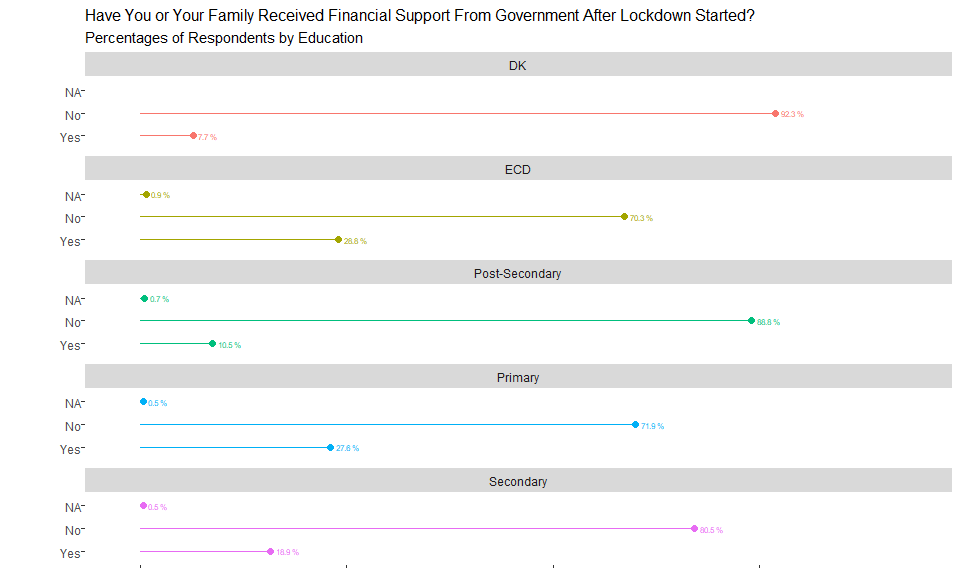 Have You or Your Family Received Financial Support From Government After Lockdown Started?
Percentages of Respondents by Education
DK
NA
No 92.3 %
Yes 7.7 %
ECD
NA 0.9 %
No 70.3 %
Yes 28.8 %
Post-Secondary
NA 0.7 %
No 88.8 %
Yes 10.5 %
Primary
NA 0.5 %
No 71.9 %
Yes 27.6 %
Secondary
NA 0.5 %
No 80.5 %
Yes 18.9 %